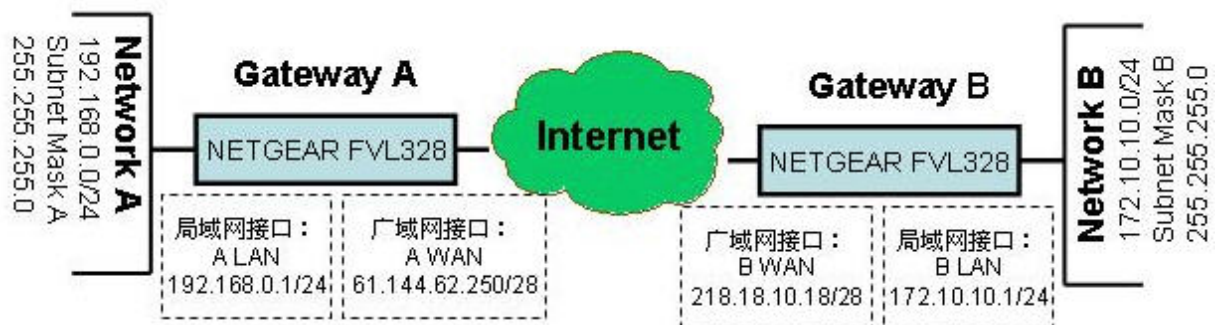 Network A
192.168.0.0/24
Subnet Mask A
255.255.255.0
Gateway A
NETGEAR FVL328
局域网接口：
A LAN
192.168.0.1/24
广域网接口：
A WAN
61.144.62.250/28
Internet
Gateway B
NETGEAR FVL328
广域网接口：
B WAN
218.18.10.18/28
局域网接口：
B LAN
172.10.10.1/24
Network B
172.10.10.0/24
Subnet Mask B
255.255.255.0